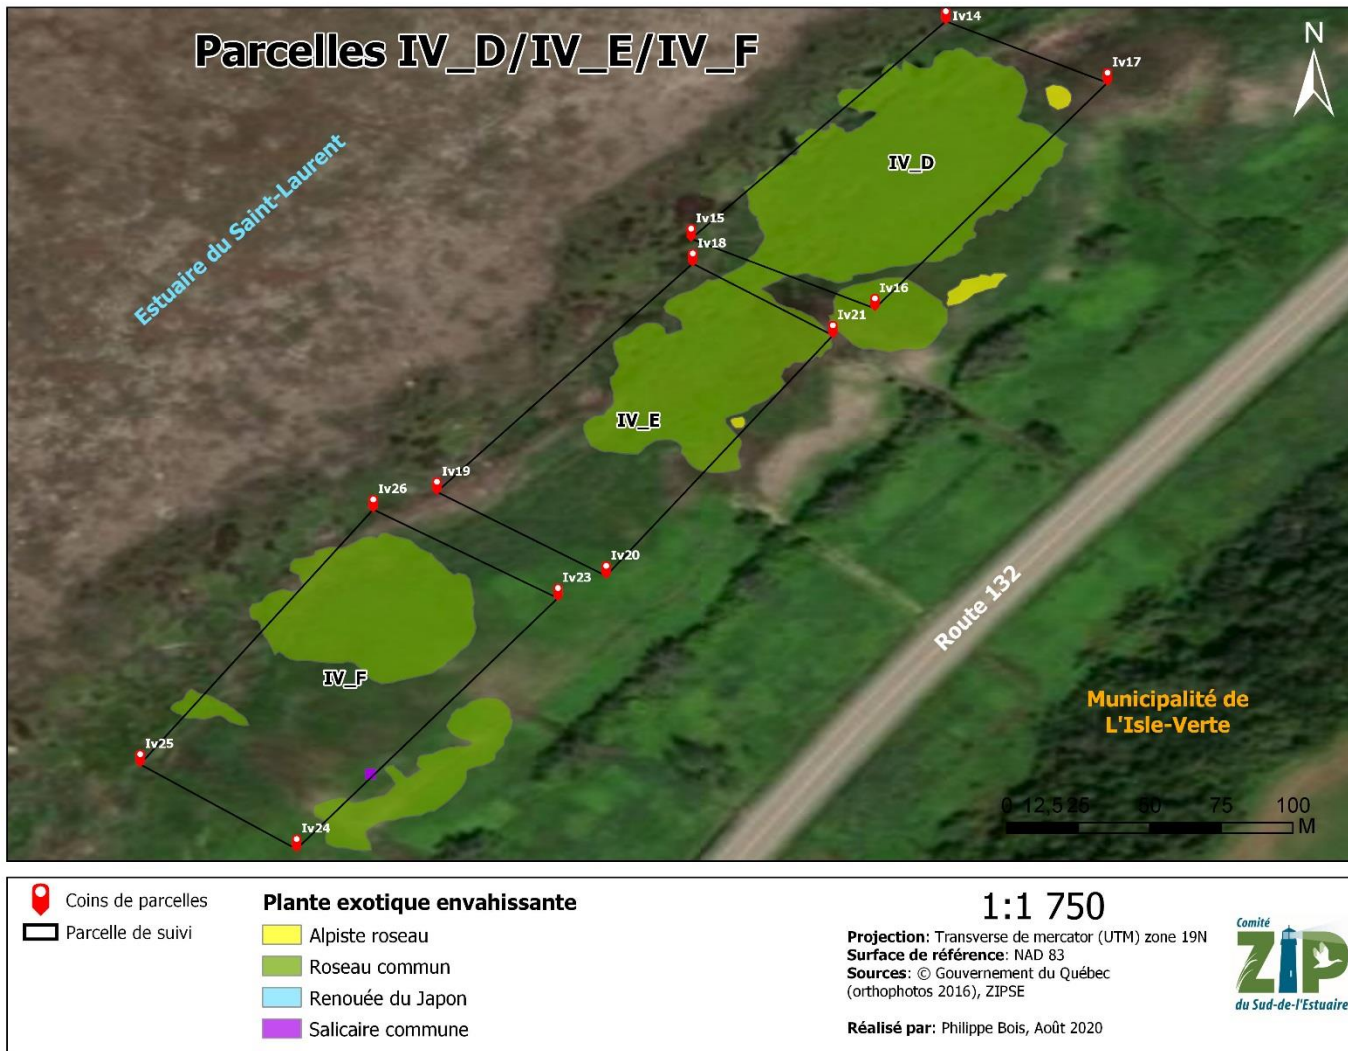 Parcelles IV_D/IV_E/IV_F
Iv14
N
Iv17
IV_D
Estuaire du Saint-Laurent
Iv15
Iv18
Iv16
Iv21
IV_E
Iv19
Iv26
Iv20
Iv23
Route 132
IV_F
Municipalité de
L'Isle-Verte
Iv25
Iv24
0 12,5 25 50 75 100
M
Coins de parcelles
Parcelle de suivi
Plante exotique envahissante
Alpiste roseau
Roseau commun
Renouée du Japon
Salicaire commune
1:1 750
Projection: Transverse de mercator (UTM) zone 19N
Surface de référence: NAD 83
Sources: © Gouvernement du Québec
(orthophotos 2016), ZIPSE
Réalisé par: Philippe Bois, Août 2020
Comité
ZIP
du Sud-de-l'Estuaire